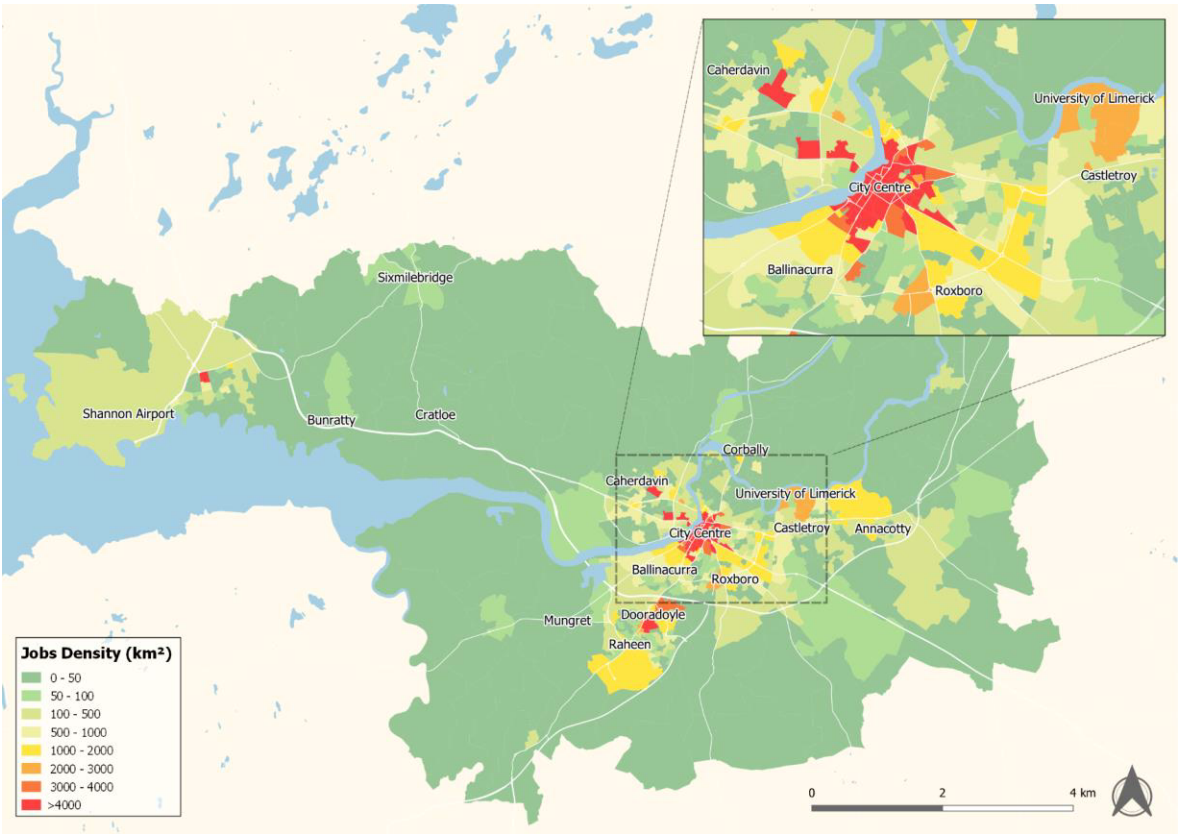 Caherdavin
University of Limerick
Castletroy
City Centre
Ballinacurra
Roxboro
Sixmilebridge
Shannon Airport
Bunratty
Cratloe
Corbally
Caherdavin
University of Limerick
City Centre
Castletroy
Annacotty
Ballinacurra
Roxboro
Mungret
Dooradoyle
Raheen
Jobs Density (km²)
0 - 50
50 - 100
100 - 500
500 - 1000
1000 - 2000
2000 - 3000
3000 - 4000
>4000
0 2 4 km